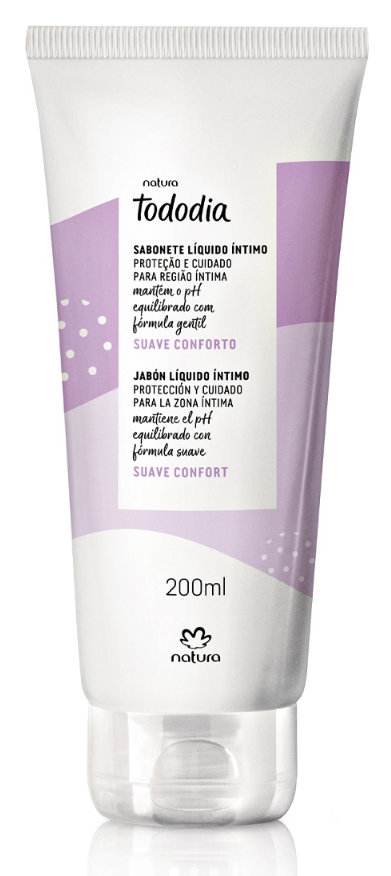 natura
tododia
SABONETE LÍQUIDO ÍNTIMO
PROTEÇÃO E CUIDADO
PARA REGIÃO ÍNTIMA
mantém o pH
equilibrado com
fórmula gentil
SUAVE CONFORTO
JABÓN LÍQUIDO ÍNTIMO
PROTECCIÓN Y CUIDADO
PARA LA ZONA ÍNTIMA
mantiene el pH
equilibrado con
fórmula suave
SUAVE CONFORT
200ml
natura